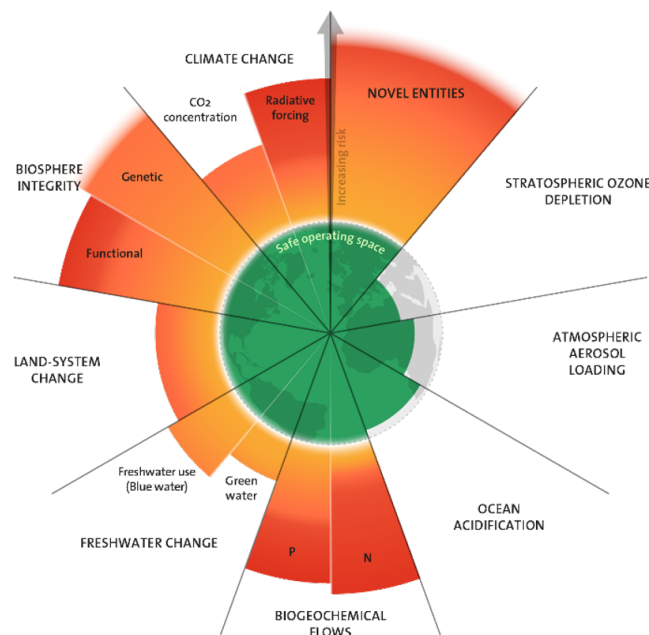 CLIMATE CHANGE
CO2
concentration
Radiative
forcing
NOVEL ENTITIES
Increasing risk
STRATOSPHERIC OZONE
DEPLETION
BIOSPHERE
INTEGRITY
Genetic
Functional
Safe operating space
ATMOSPHERIC
AEROSOL
LOADING
LAND-SYSTEM
CHANGE
Freshwater use
(Blue water)
Green
water
OCEAN
ACIDIFICATION
FRESHWATER CHANGE
P
N
BIOGEOCHEMICAL
FLOWS